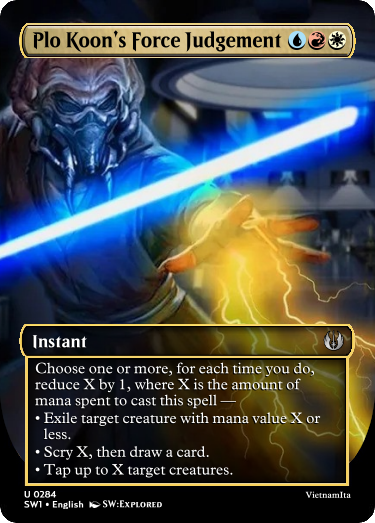 Plo Koon's Force Judgement
Instant
Choose one or more, for each time you do,
reduce X by 1, where X is the amount of
mana spent to cast this spell —
• Exile target creature with mana value X or
less.
• Scry X, then draw a card.
• Tap up to X target creatures.
U 0284
VietnamIta
SW1 • English SW:Explored